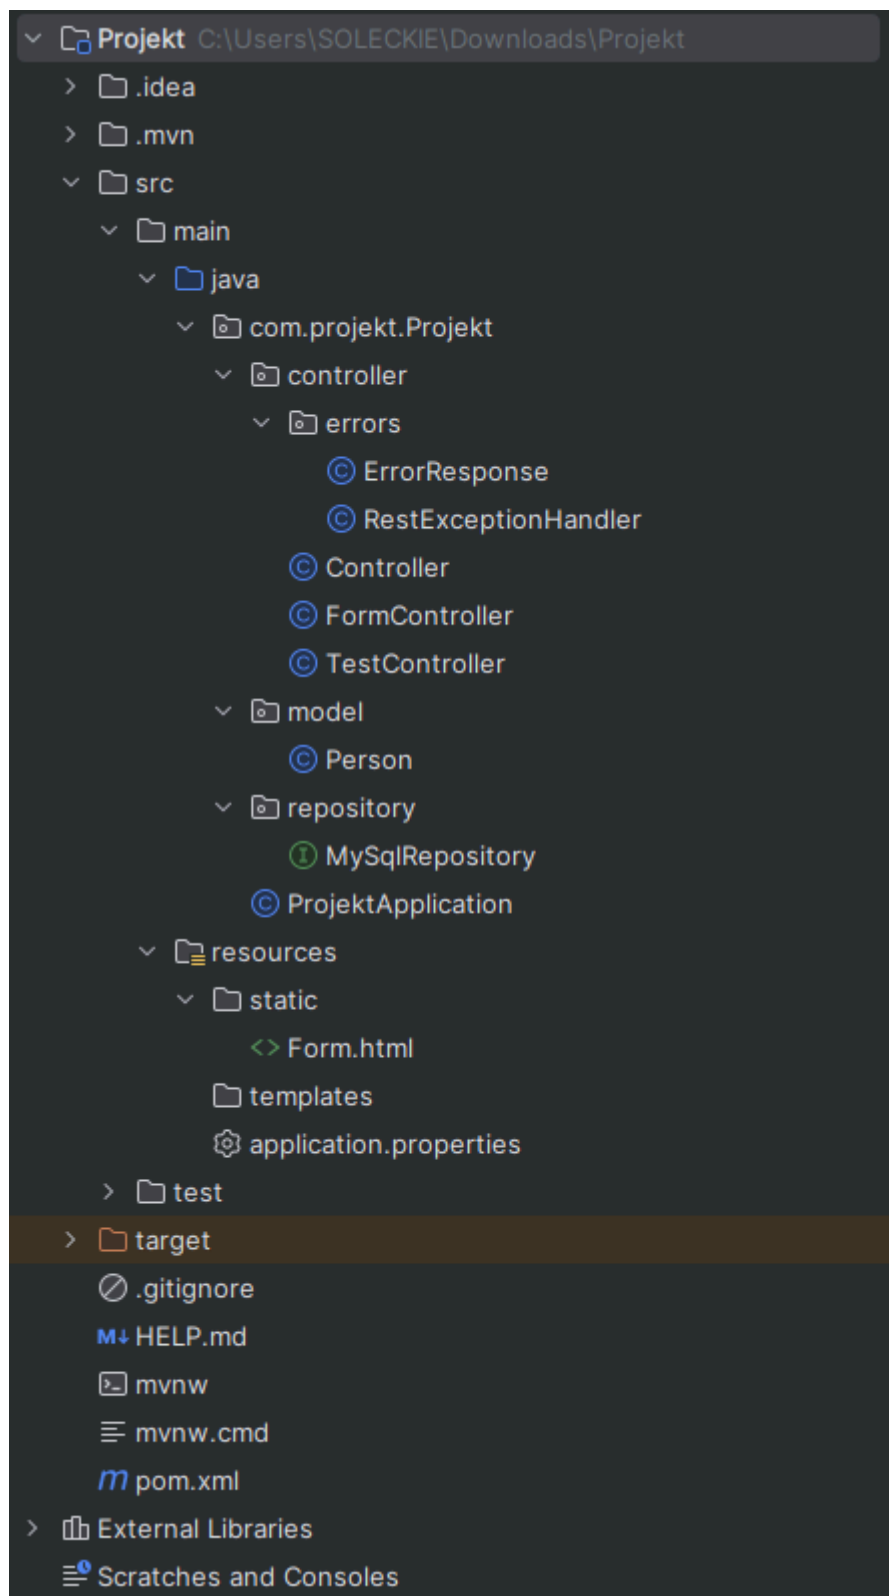 Projekt C:\Users\SOLECKIE\Downloads\Projekt
.idea
.mvn
src
main
java
com.projekt.Projekt
controller
errors
ErrorResponse
RestExceptionHandler
Controller
FormController
TestController
model
Person
repository
MySqlRepository
ProjektApplication
resources
static
Form.html
templates
application.properties
test
target
.gitignore
HELP.md
mvnw
mvnw.cmd
pom.xml
External Libraries
Scratches and Consoles